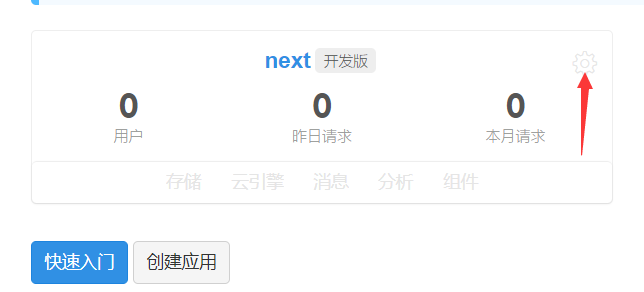 next 开发版
0 0 0
用户 昨日请求 本月请求
存储 云引擎 消息 分析 组件
快速入门 创建应用